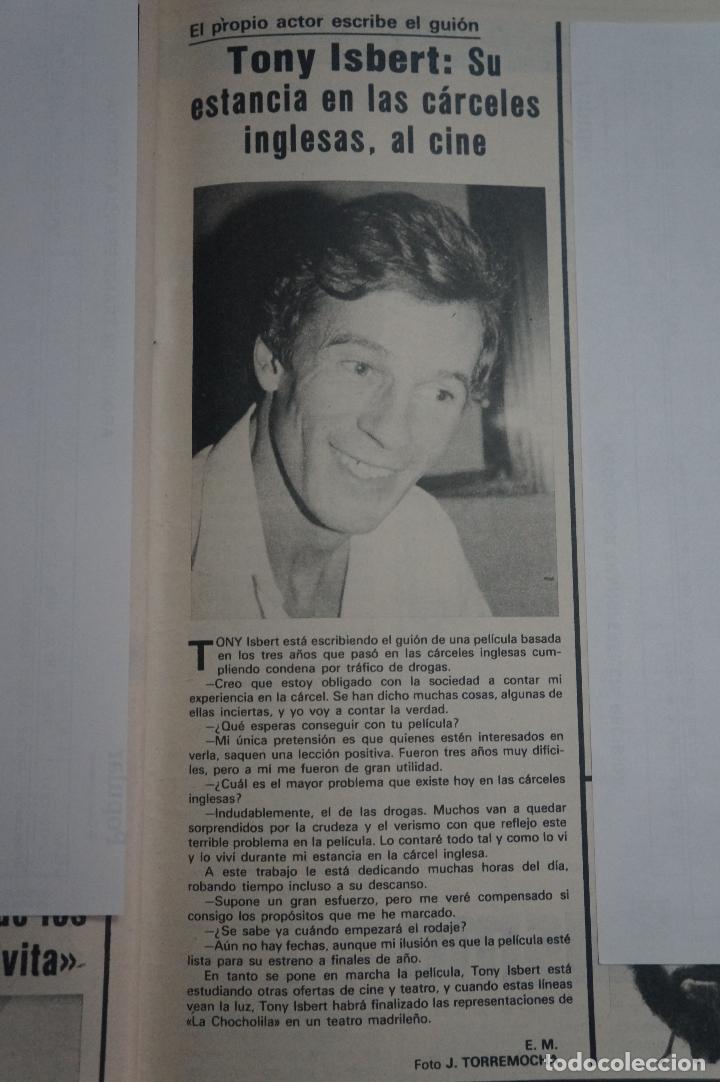 El propio actor escribe el guión
Tony Isbert: Su
estancia en las cárceles
inglesas, al cine
TONY Isbert está escribiendo el guión de una película basada
en los tres años que pasó en las cárceles inglesas cum-
pliendo condena por tráfico de drogas.
—Creo que estoy obligado con la sociedad a contar mi
experiencia en la cárcel. Se han dicho muchas cosas, algunas de
ellas inciertas, y yo voy a contar la verdad.
—¿Qué esperas conseguir con tu película?
—Mi única pretensión es que quienes estén interesados en
verla, saquen una lección positiva. Fueron tres años muy difíci-
les, pero a mí me fueron de gran utilidad.
—¿Cuál es el mayor problema que existe hoy en las cárceles
inglesas?
—Indudablemente, el de las drogas. Muchos van a quedar
sorprendidos por la crudeza y el verismo con que reflejo este
terrible problema en la película. Lo contaré todo tal y como lo vi
y lo viví durante mi estancia en la cárcel inglesa.
A este trabajo le está dedicando muchas horas del día,
robando tiempo incluso a su descanso.
—Supone un gran esfuerzo, pero me veré compensado si
consigo los propósitos que me he marcado.
—¿Se sabe ya cuándo empezará el rodaje?
—Aún no hay fechas, aunque mi ilusión es que la película esté
lista para su estreno a finales de año.
En tanto se pone en marcha la película, Tony Isbert está
estudiando otras ofertas de cine y teatro, y cuando estas líneas
vean la luz, Tony Isbert habrá finalizado las representaciones de
«La Chocholila» en un teatro madrileño.
E. M.
Foto J. TORREMOCHA
vita»
todocoleccion